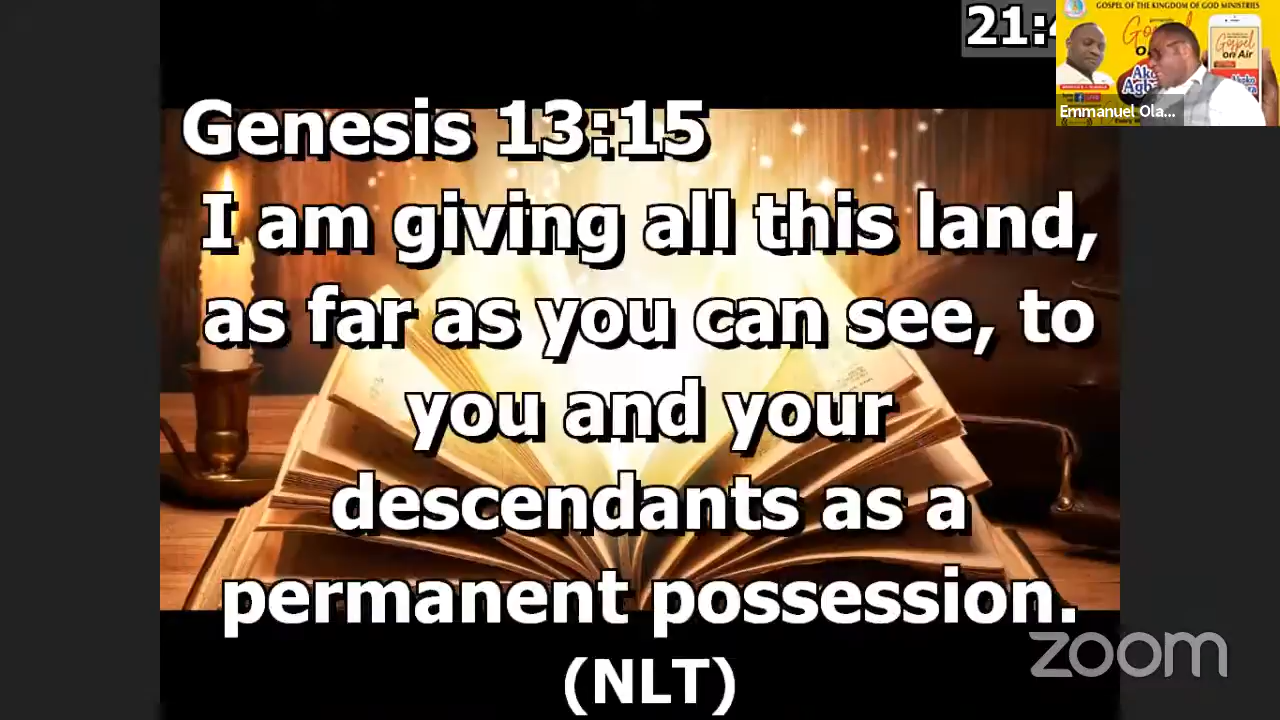 21:4
GOSPEL OF THE KINGDOM OF GOD MINISTRIES
Gospel
on Air
Emmanuel Ola...
Genesis 13:15
I am giving all this land,
as far as you can see, to
you and your
descendants as a
permanent possession.
(NLT)
zoom